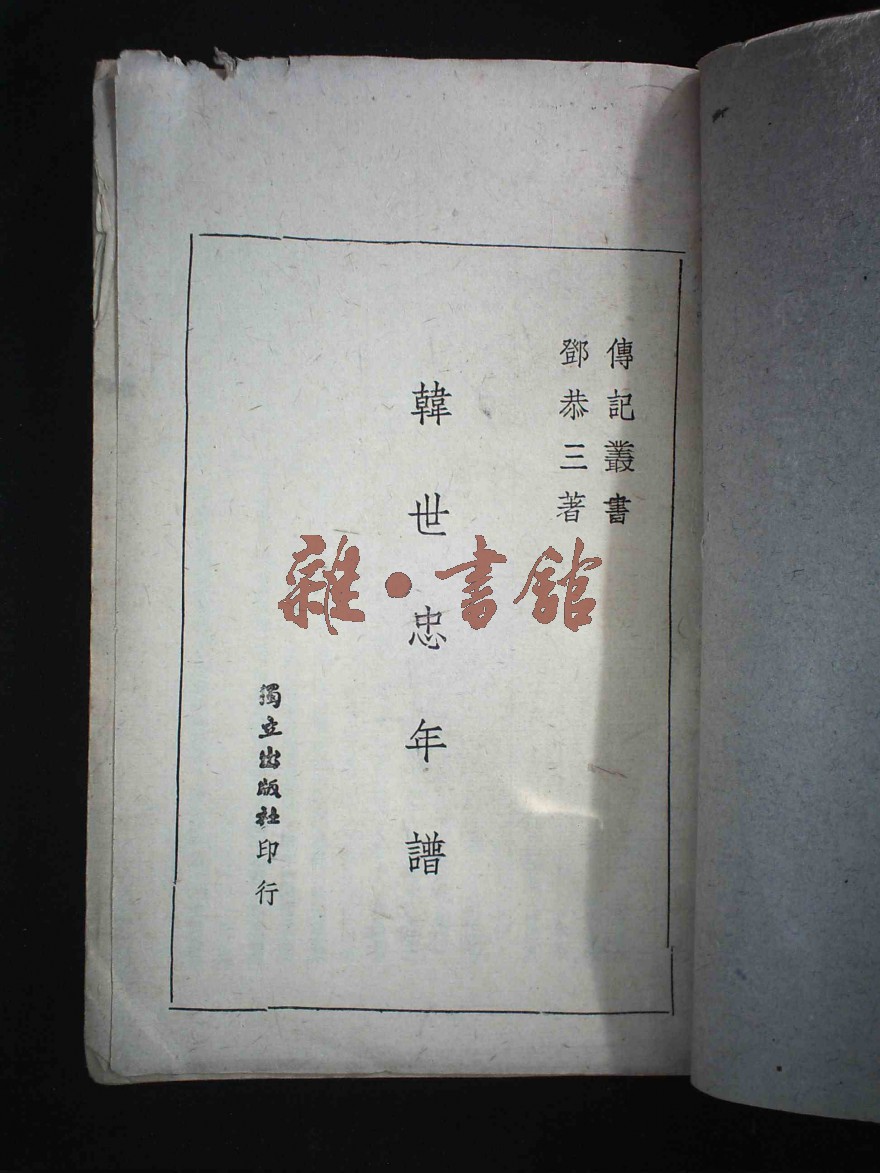 傳記叢書
鄧恭三著
韓世忠年譜
獨立出版社印行
雜·書館